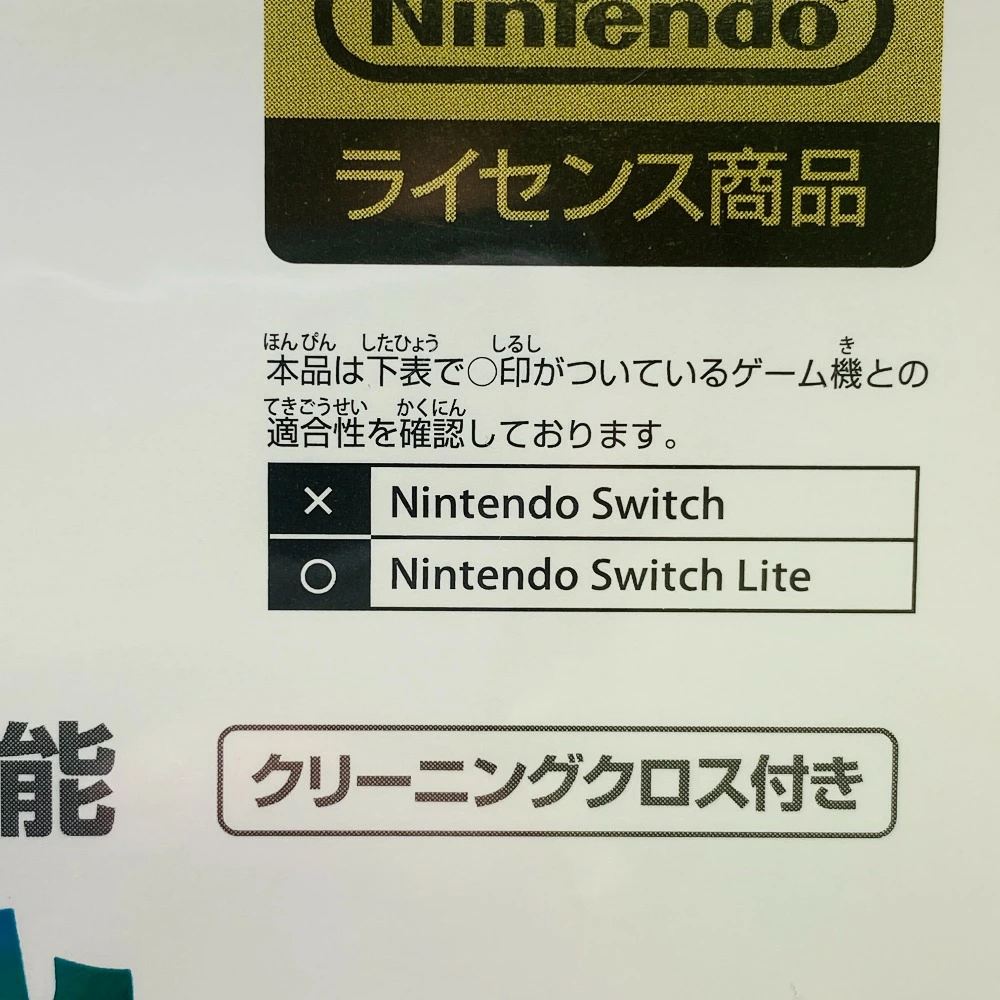 Nintendo
ライセンス商品
ほんぴん したひょう しるし き
本品は下表で○印がついているゲーム機との
てきごうせい かくにん
適合性を確認しております。
× Nintendo Switch
○ Nintendo Switch Lite
能
クリーニングクロス付き